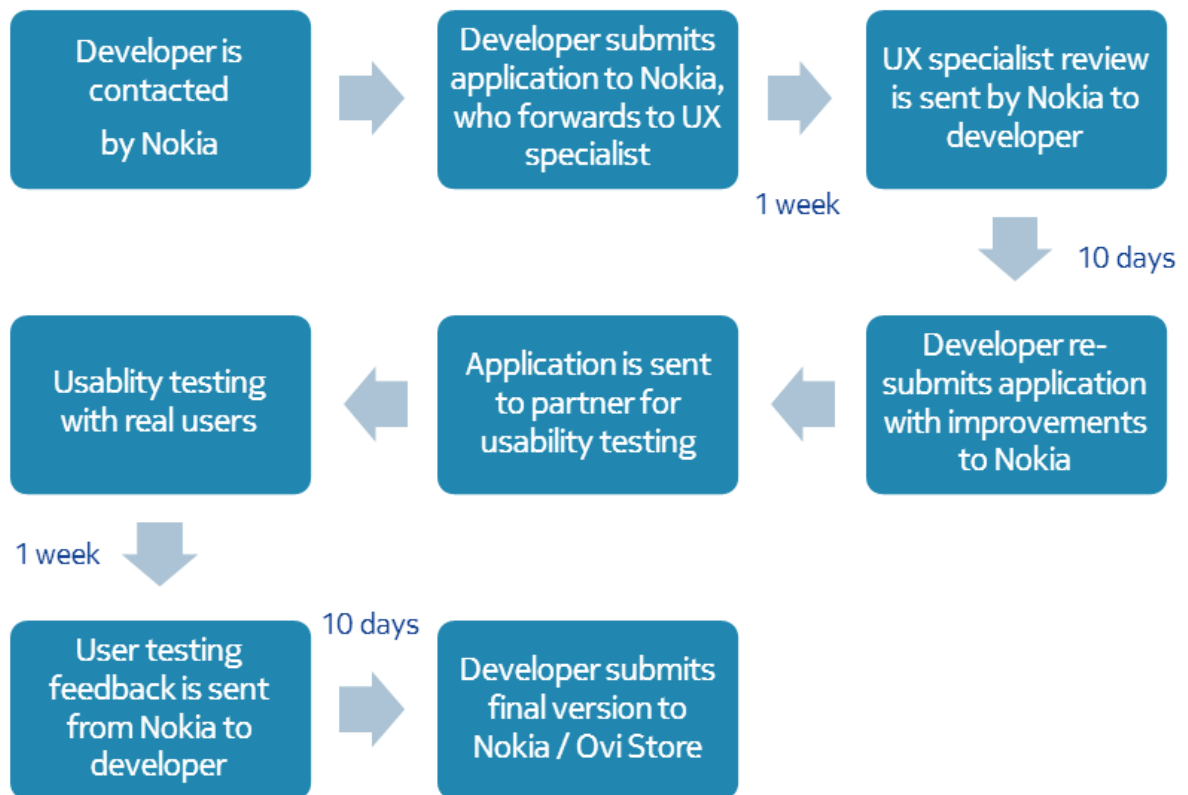 Developer is
contacted
by Nokia
Developer submits
application to Nokia,
who forwards to UX
specialist
1 week
UX specialist review
is sent by Nokia to
developer
10 days
Developer re-
submits application
with improvements
to Nokia
Application is sent
to partner for
usability testing
Usablity testing
with real users
1 week
User testing
feedback is sent
from Nokia to
developer
10 days
Developer submits
final version to
Nokia / Ovi Store